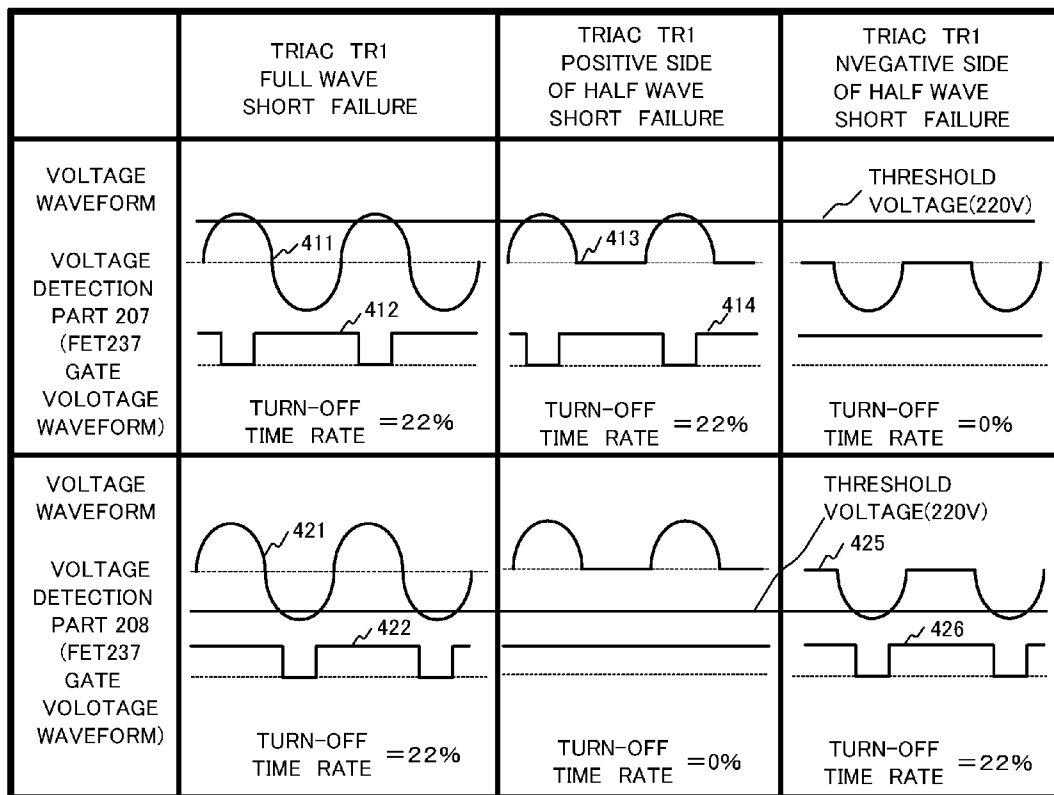 TRIAC TR1
FULL WAVE
SHORT FAILURE
TRIAC TR1
POSITIVE SIDE
OF HALF WAVE
SHORT FAILURE
TRIAC TR1
NVEGATIVE SIDE
OF HALF WAVE
SHORT FAILURE
VOLTAGE
WAVEFORM
VOLTAGE
DETECTION
PART 207
(FET237
GATE
VOLOTAGE
WAVEFORM)
411
412
TURN-OFF
TIME RATE =22%
413
414
TURN-OFF
TIME RATE =22%
THRESHOLD
VOLTAGE(220V)
TURN-OFF
TIME RATE =0%
VOLTAGE
WAVEFORM
VOLTAGE
DETECTION
PART 208
(FET237
GATE
VOLOTAGE
WAVEFORM)
421
422
TURN-OFF
TIME RATE =22%
TURN-OFF
TIME RATE =0%
THRESHOLD
VOLTAGE(220V)
425
426
TURN-OFF
TIME RATE =22%